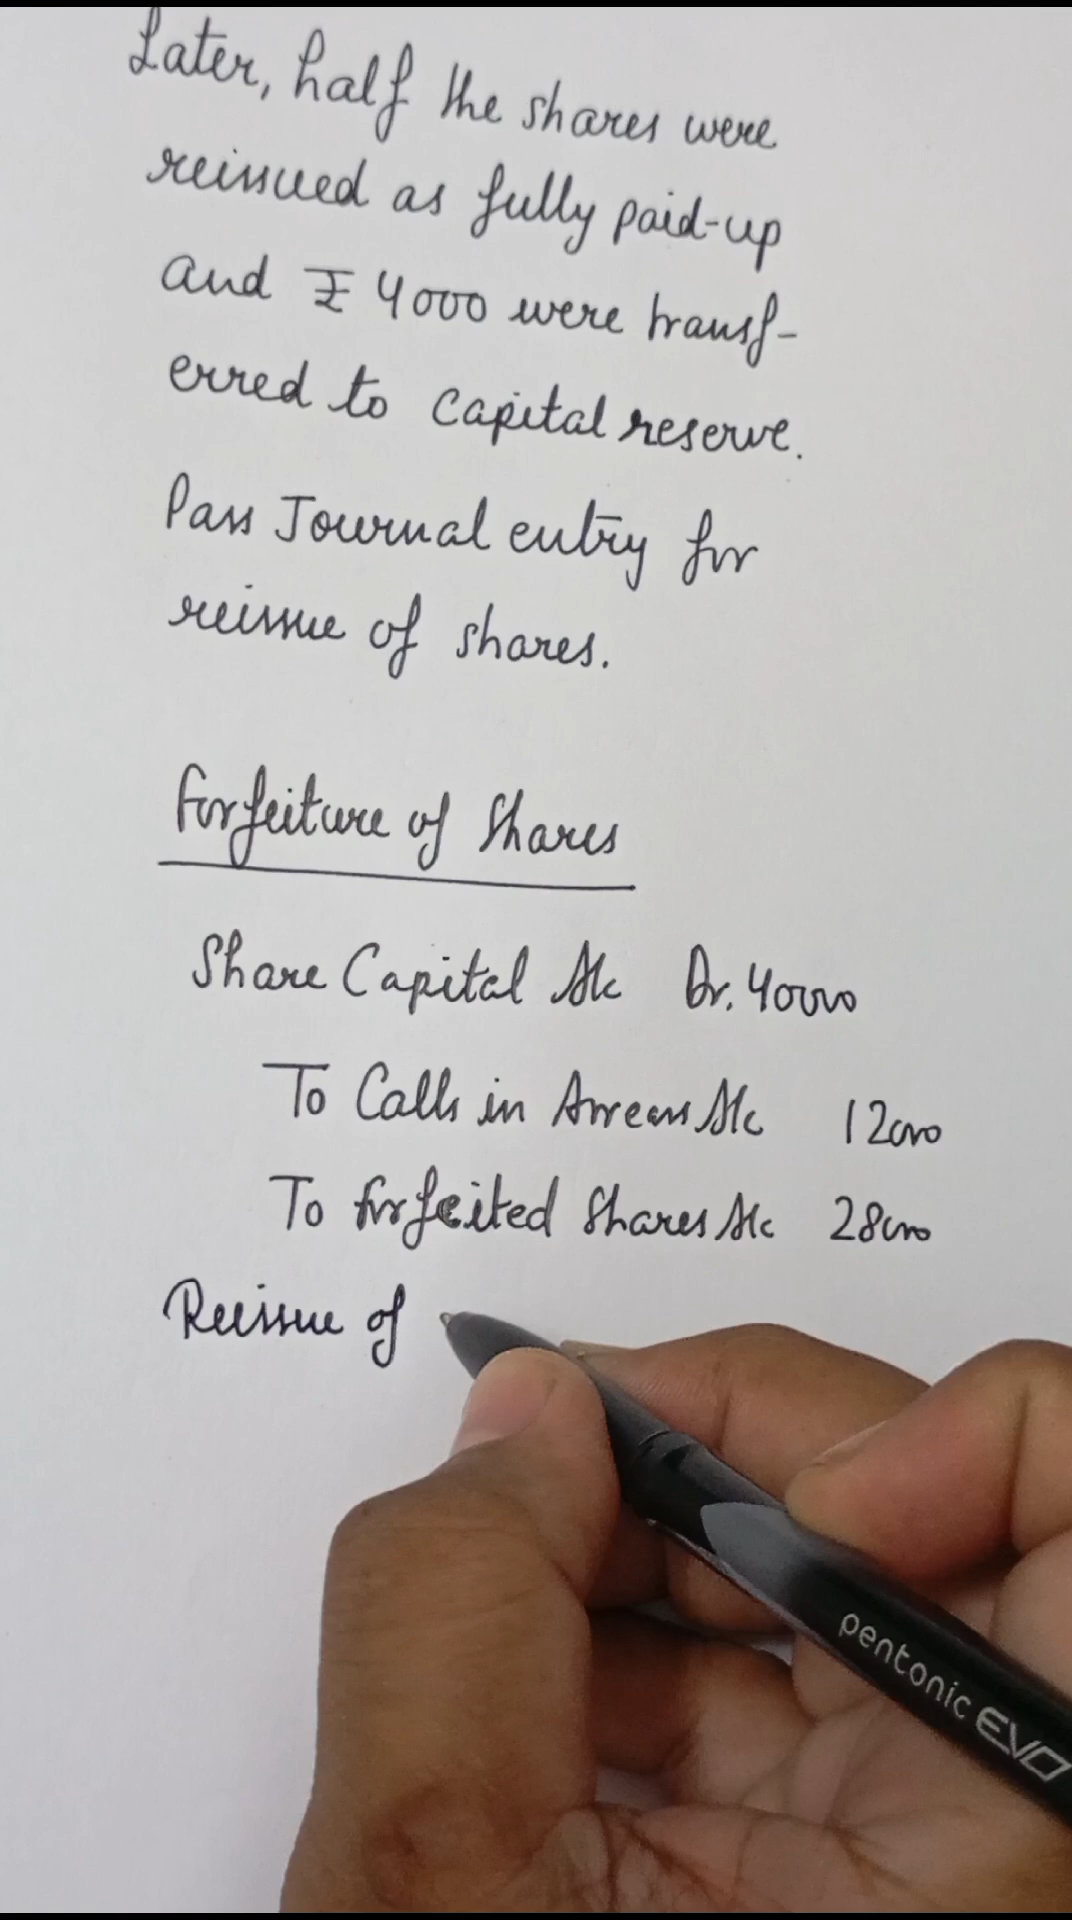 Later, half the shares were
reissued as fully paid-up
and ₹ 4000 were transf-
erred to capital reserve.
Pass Journal entry for
reissue of shares.
Forfeiture of Shares
Share Capital A/c Dr. 40000
To Calls in Arrears A/c 12000
To forfeited Shares A/c 28000
Reissue of
pentonic EVO